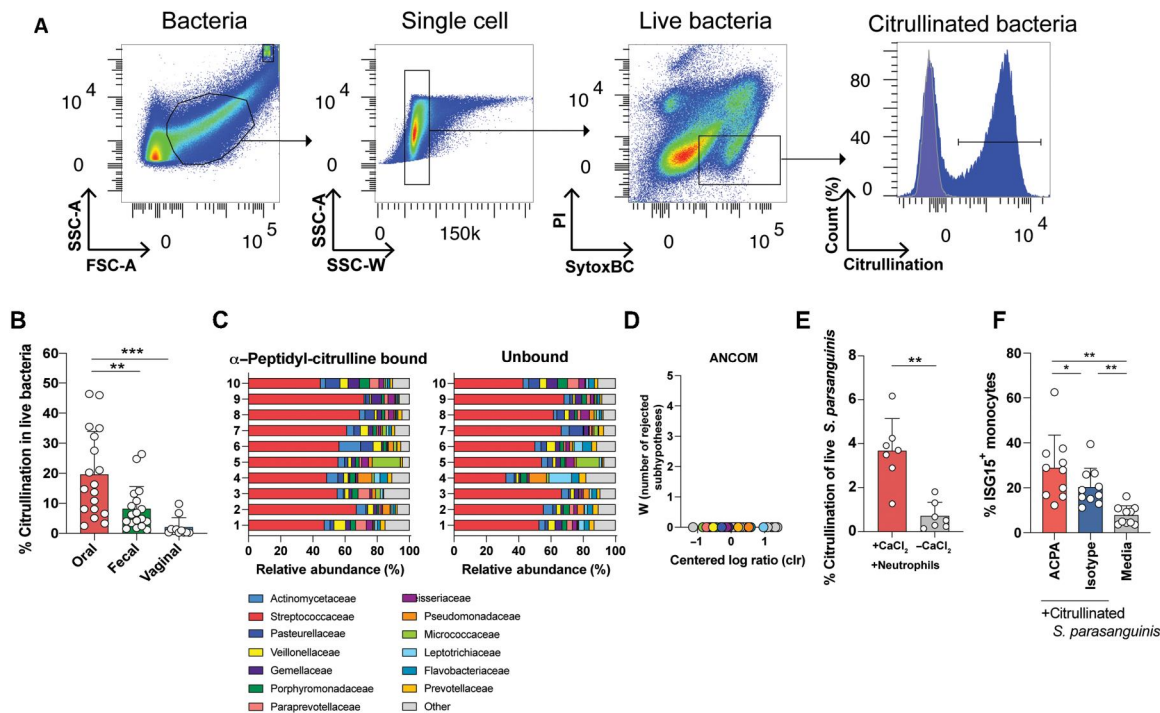 A
Bacteria
Single cell
Live bacteria
Citrullinated bacteria
10⁴
0
SSC-A
FSC-A
0
10⁵
10⁴
0
SSC-A
SSC-W
0
150k
10⁴
0
PI
SytoxBC
0
10⁵
80
40
0
Count (%)
Citrullination
0
10⁴
B
% Citrullination in live bacteria
60
50
40
30
20
10
0
***
**
Oral
Fecal
Vaginal
C
α–Peptidyl-citrulline bound
Unbound
10
9
8
7
6
5
4
3
2
1
0 20 40 60 80 100
Relative abundance (%)
10
9
8
7
6
5
4
3
2
1
0 20 40 60 80 100
Relative abundance (%)
Actinomycetaceae
Streptococcaceae
Pasteurellaceae
Veillonellaceae
Gemellaceae
Porphyromonadaceae
Paraprevotellaceae
eisseriaceae
Pseudomonadaceae
Micrococcaceae
Leptotrichiaceae
Flavobacteriaceae
Prevotellaceae
Other
D
ANCOM
W (number of rejected
subhypotheses)
5
4
3
2
1
0
−1 0 1
Centered log ratio (clr)
E
% Citrullination of live S. parasanguinis
8
6
4
2
0
**
+CaCl₂ −CaCl₂
+Neutrophils
F
% ISG15⁺ monocytes
80
60
40
20
0
**
* **
ACPA
Isotype
Media
+Citrullinated
S. parasanguinis